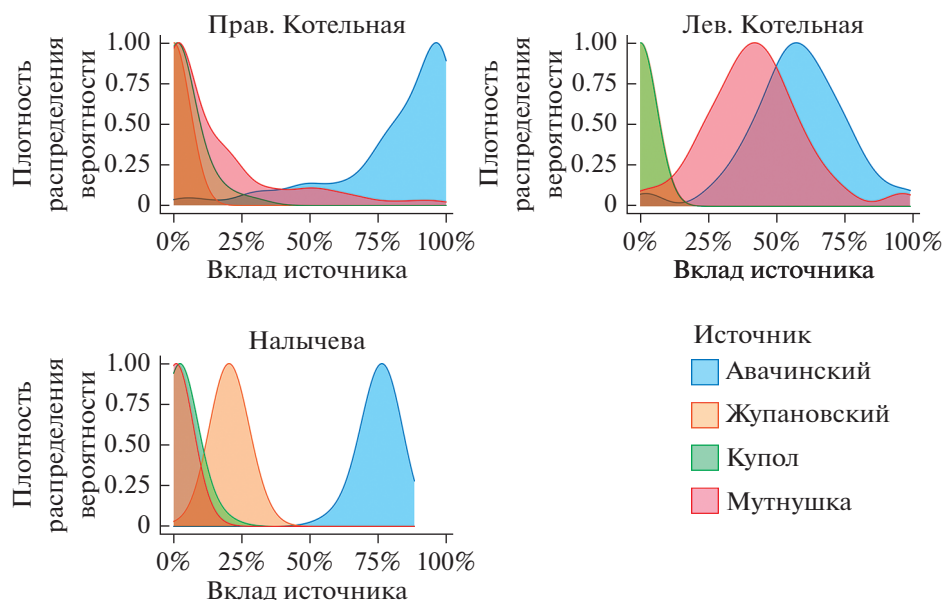 Прав. Котельная
Плотность
распределения
вероятности
1.00
0.75
0.50
0.25
0
0%
25%
50%
75%
100%
Вклад источника
Лев. Котельная
Плотность
распределения
вероятности
1.00
0.75
0.50
0.25
0
0%
25%
50%
75%
100%
Вклад источника
Налычева
Плотность
распределения
вероятности
1.00
0.75
0.50
0.25
0
0%
25%
50%
75%
100%
Вклад источника
Источник
Авачинский
Жупановский
Купол
Мутнушка